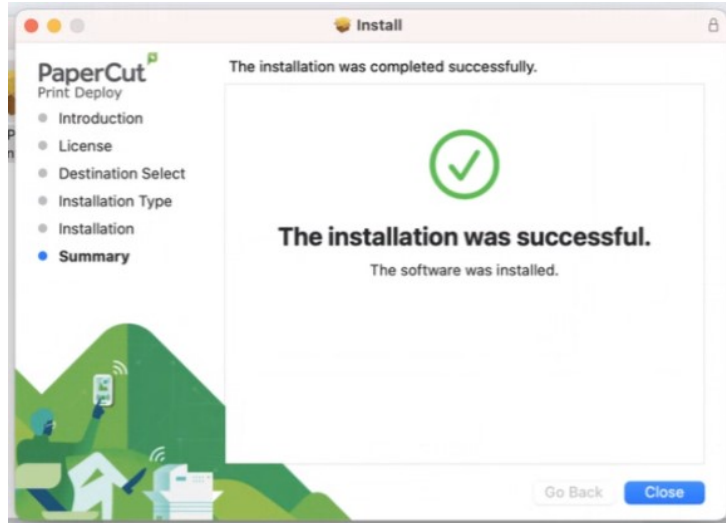 Install
PaperCut
Print Deploy
Introduction
License
Destination Select
Installation Type
Installation
Summary
The installation was completed successfully.
The installation was successful.
The software was installed.
Go Back
Close